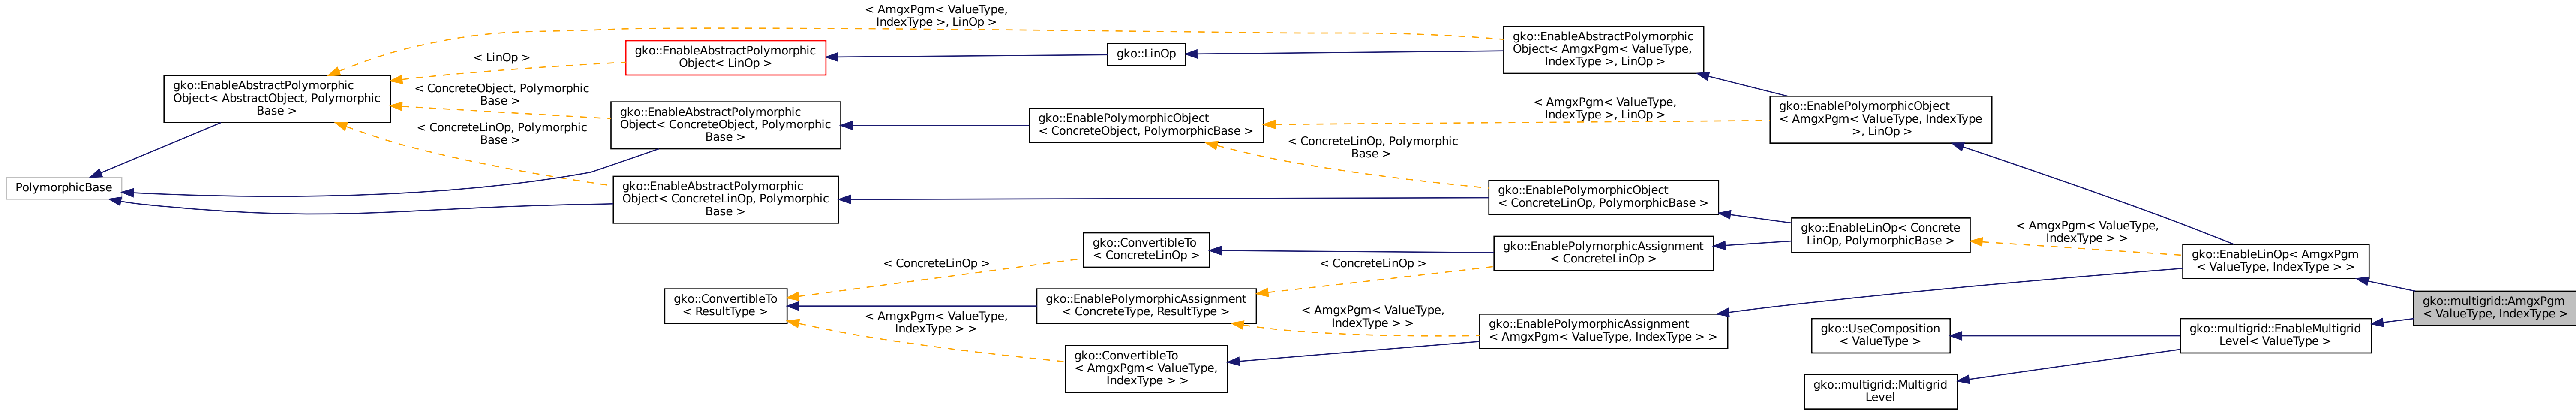 PolymorphicBase
gko::EnableAbstractPolymorphic
Object< AbstractObject, Polymorphic
Base >
< AmgxPgm< ValueType,
IndexType >, LinOp >
< LinOp >
< ConcreteObject, Polymorphic
Base >
< ConcreteLinOp, Polymorphic
Base >
gko::EnableAbstractPolymorphic
Object< LinOp >
gko::EnableAbstractPolymorphic
Object< ConcreteObject, Polymorphic
Base >
gko::EnableAbstractPolymorphic
Object< ConcreteLinOp, Polymorphic
Base >
gko::ConvertibleTo
< ResultType >
< ConcreteLinOp >
< AmgxPgm< ValueType,
IndexType > >
gko::LinOp
gko::EnablePolymorphicObject
< ConcreteObject, PolymorphicBase >
gko::ConvertibleTo
< ConcreteLinOp >
gko::EnablePolymorphicAssignment
< ConcreteType, ResultType >
gko::ConvertibleTo
< AmgxPgm< ValueType,
IndexType > >
< AmgxPgm< ValueType,
IndexType >, LinOp >
< ConcreteLinOp, Polymorphic
Base >
< ConcreteLinOp >
< AmgxPgm< ValueType,
IndexType > >
gko::EnableAbstractPolymorphic
Object< AmgxPgm< ValueType,
IndexType >, LinOp >
gko::EnablePolymorphicObject
< ConcreteLinOp, PolymorphicBase >
gko::EnablePolymorphicAssignment
< ConcreteLinOp >
gko::EnablePolymorphicAssignment
< AmgxPgm< ValueType, IndexType > >
gko::EnablePolymorphicObject
< AmgxPgm< ValueType, IndexType
>, LinOp >
gko::EnableLinOp< Concrete
LinOp, PolymorphicBase >
gko::UseComposition
< ValueType >
gko::multigrid::Multigrid
Level
< AmgxPgm< ValueType,
IndexType > >
gko::EnableLinOp< AmgxPgm
< ValueType, IndexType > >
gko::multigrid::EnableMultigrid
Level< ValueType >
gko::multigrid::AmgxPgm
< ValueType, IndexType >